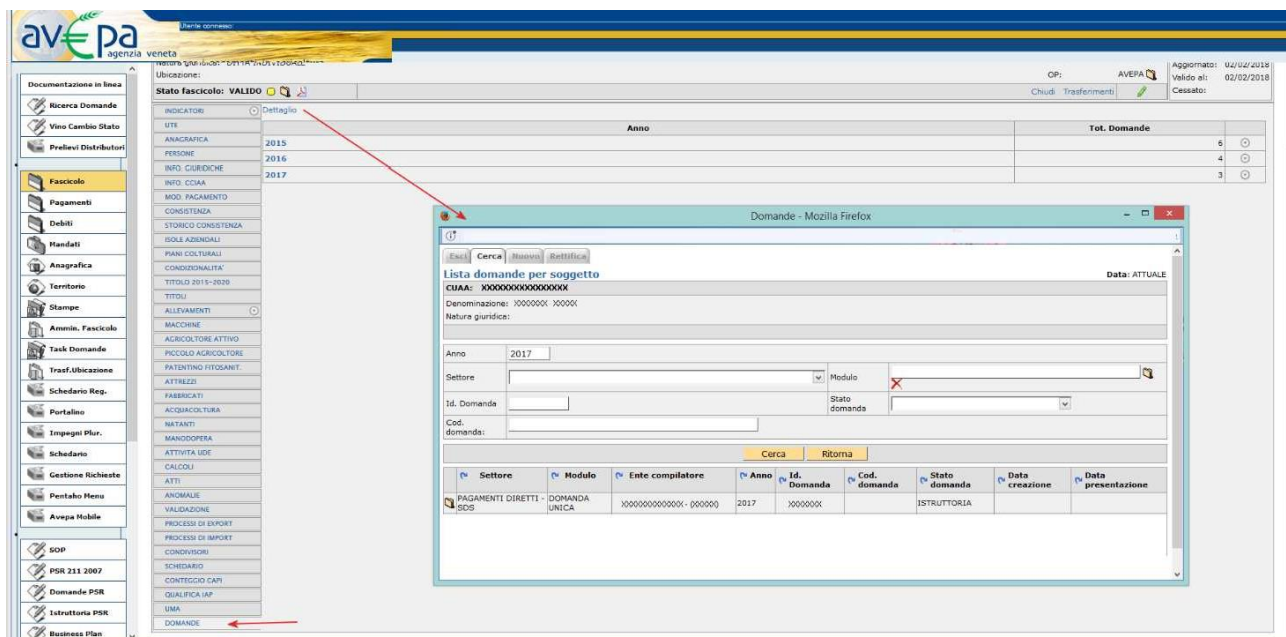 Utente connesso:
avepa
agenzia veneta
Ubicazione:
OP: AVEPA
Aggiornato: 02/02/2018
Valido al: 02/02/2018
Stato fascicolo: VALIDO
Chiudi Trasferimenti
Cessato:
Documentazione in linea
Ricerca Domande
Vino Cambio Stato
Prelievi Distributori
Fascicolo
Pagamenti
Debiti
Mandati
Anagrafica
Territorio
Stampe
Ammin. Fascicolo
Task Domande
Trasf.Ubicazione
Schedario Reg.
Portalino
Impegni Plur.
Schedario
Gestione Richieste
Pentaho Menu
Avepa Mobile
SOP
PSR 211 2007
Domande PSR
Istruttoria PSR
Business Plan
INDICATORI
UTE
ANAGRAFICA
PERSONE
INFO. GIURIDICHE
INFO. CCIAA
MOD. PAGAMENTO
CONSISTENZA
STORICO CONSISTENZA
ISOLE AZIENDALI
PIANI COLTURALI
CONDIZIONALITA'
TITOLO 2015-2020
TITOLI
ALLEVAMENTI
MACCHINE
AGRICOLTORE ATTIVO
PICCOLO AGRICOLTORE
PATENTINO FITOSANIT.
ATTREZZI
FABBRICATI
ACQUACOLTURA
NATANTI
MANODOPERA
ATTIVITA UDE
CALCOLI
ATTI
ANOMALIE
VALIDAZIONE
PROCESSI DI EXPORT
PROCESSI DI IMPORT
CONDIVISORI
SCHEDARIO
CONTEGGIO CAPI
QUALIFICA IAP
UMA
DOMANDE
Dettaglio
Anno Tot. Domande
2015 6
2016 4
2017 3
Domande - Mozilla Firefox
Esci Cerca Nuovo Rettifica
Lista domande per soggetto Data: ATTUALE
CUAA: XXXXXXXXXXXXXXXX
Denominazione: XXXXXXX XXXXX
Natura giuridica:
Anno 2017
Settore Modulo
Id. Domanda Stato domanda
Cod. domanda:
Cerca Ritorna
Settore Modulo Ente compilatore Anno Id. Domanda Cod. domanda Stato domanda Data creazione Data presentazione
PAGAMENTI DIRETTI - SDS DOMANDA UNICA XXXXXXXXXXXXX - (XXXXXX) 2017 XXXXXXX ISTRUTTORIA